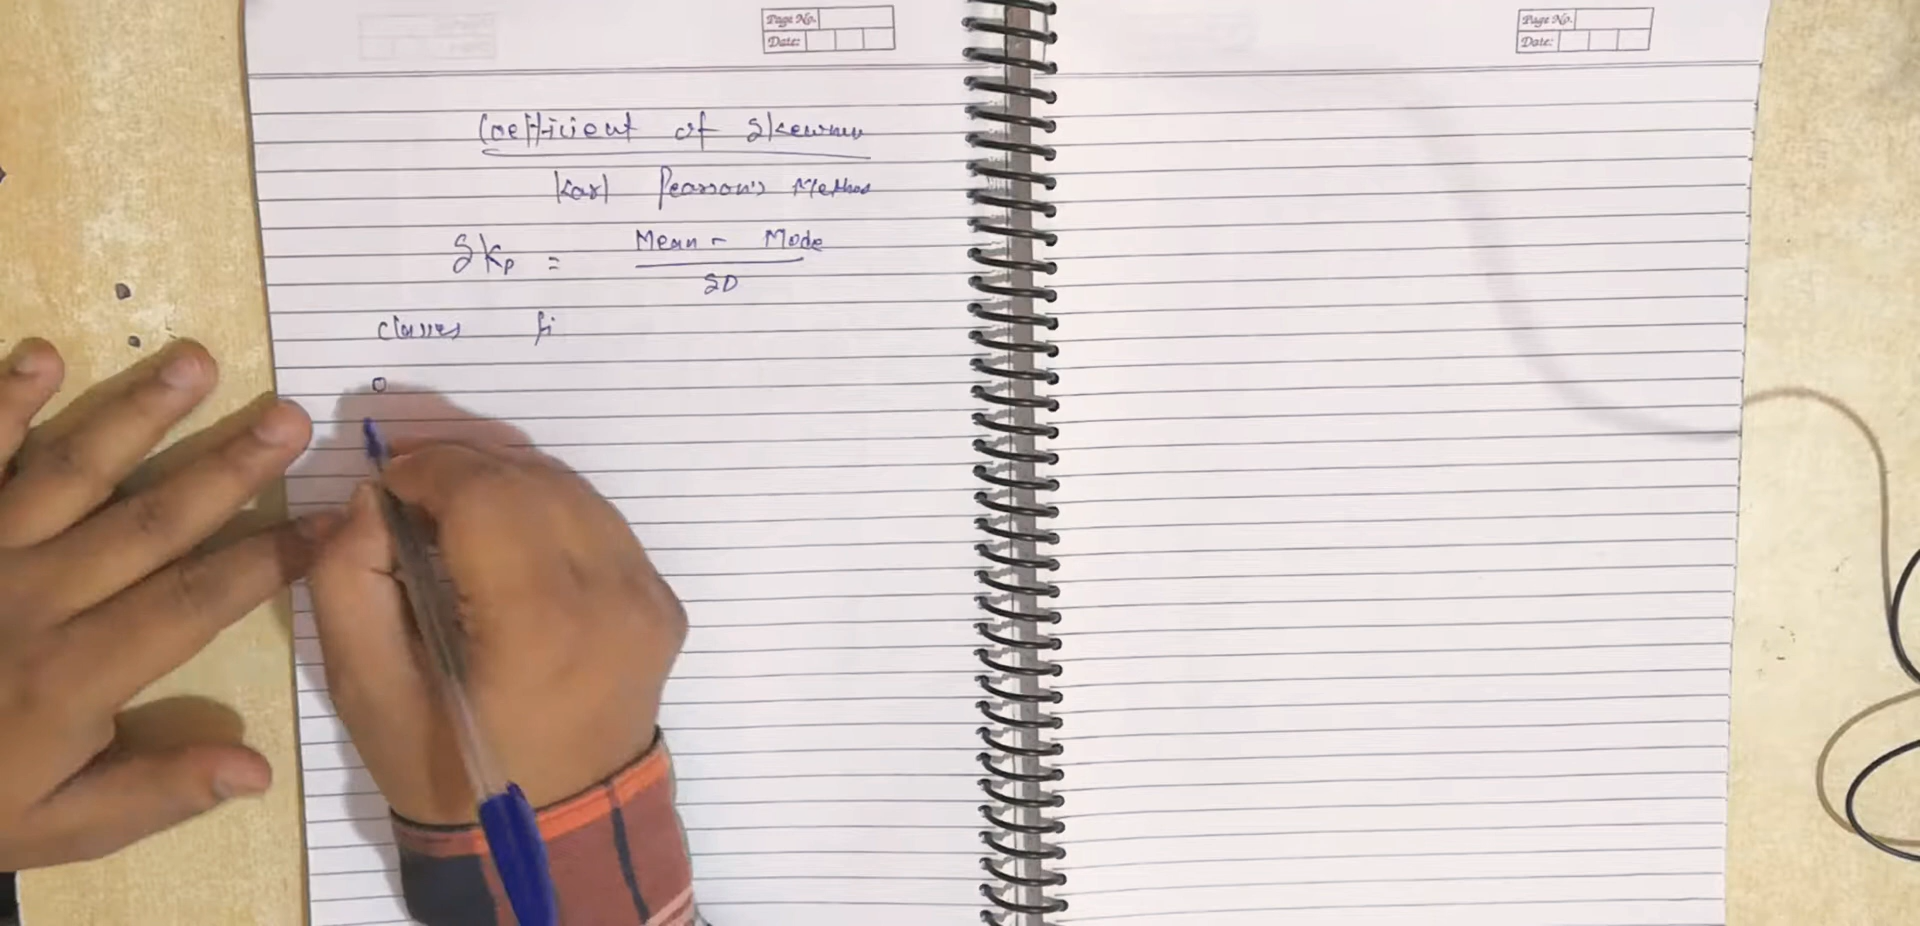 Page No.
Date:
Page No.
Date:
Coefficient of Skewness
Karl Pearson's Method
SKp = Mean - Mode
SD
classes fi
0